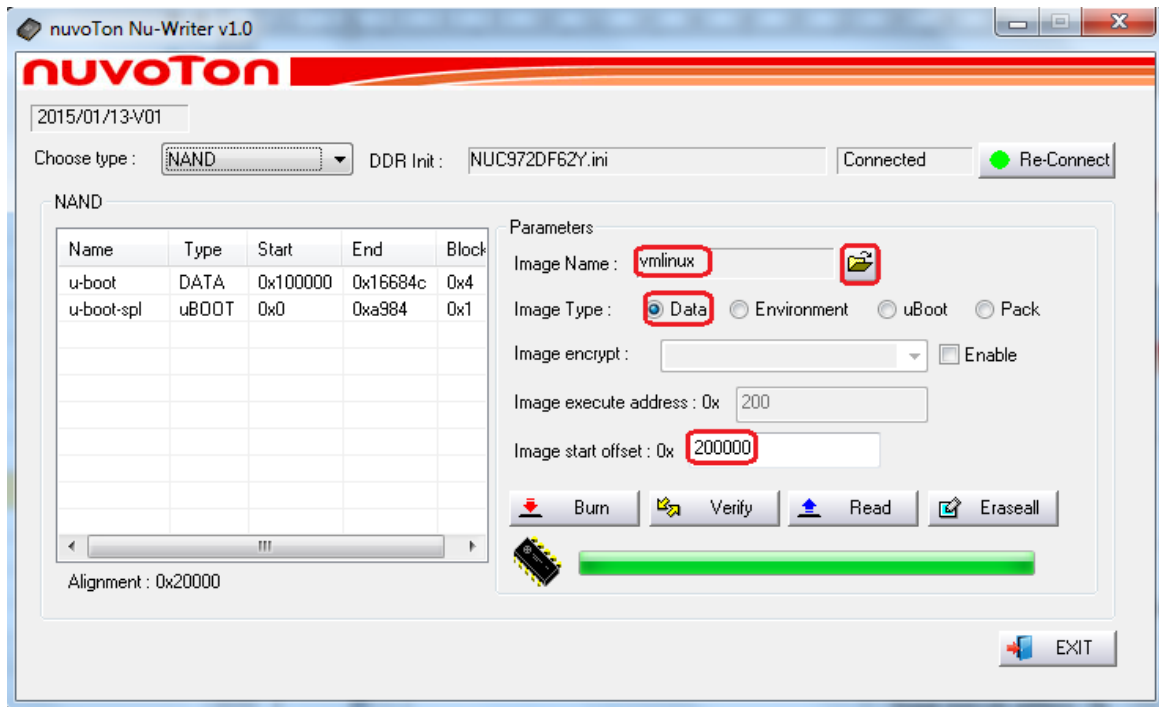 nuvoTon Nu-Writer v1.0
nuvoTon
2015/01/13-V01
Choose type : NAND DDR Init : NUC972DF62Y.ini Connected Re-Connect
NAND
Name Type Start End Block
u-boot DATA 0x100000 0x16684c 0x4
u-boot-spl uBOOT 0x0 0xa984 0x1
Alignment : 0x20000
Parameters
Image Name : vmlinux
Image Type : Data Environment uBoot Pack
Image encrypt : Enable
Image execute address : 0x 200
Image start offset : 0x 200000
Burn Verify Read Eraseall
EXIT